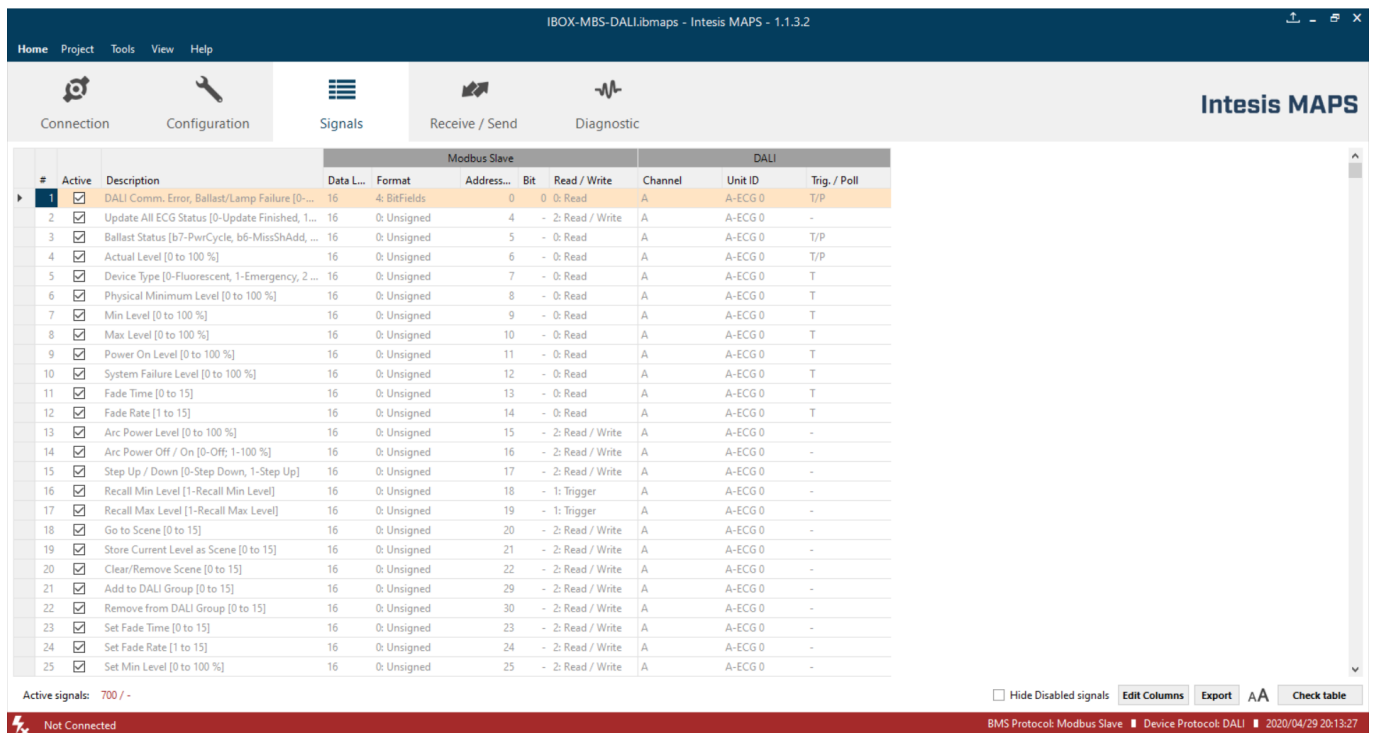 IBOX-MBS-DALI.ibmaps - Intesis MAPS - 1.1.3.2
Home Project Tools View Help
Connection Configuration Signals Receive / Send Diagnostic
Intesis MAPS
Modbus Slave DALI
# Active Description Data L... Format Address... Bit Read / Write Channel Unit ID Trig. / Poll
1 DALI Comm. Error, Ballast/Lamp Failure [0-... 16 4: BitFields 0 0 0: Read A A-ECG 0 T/P
2 Update All ECG Status [0-Update Finished, 1... 16 0: Unsigned 4 - 2: Read / Write A A-ECG 0 -
3 Ballast Status [b7-PwrCycle, b6-MissShAdd, ... 16 0: Unsigned 5 - 0: Read A A-ECG 0 T/P
4 Actual Level [0 to 100 %] 16 0: Unsigned 6 - 0: Read A A-ECG 0 T/P
5 Device Type [0-Fluorescent, 1-Emergency, 2 ... 16 0: Unsigned 7 - 0: Read A A-ECG 0 T
6 Physical Minimum Level [0 to 100 %] 16 0: Unsigned 8 - 0: Read A A-ECG 0 T
7 Min Level [0 to 100 %] 16 0: Unsigned 9 - 0: Read A A-ECG 0 T
8 Max Level [0 to 100 %] 16 0: Unsigned 10 - 0: Read A A-ECG 0 T
9 Power On Level [0 to 100 %] 16 0: Unsigned 11 - 0: Read A A-ECG 0 T
10 System Failure Level [0 to 100 %] 16 0: Unsigned 12 - 0: Read A A-ECG 0 T
11 Fade Time [0 to 15] 16 0: Unsigned 13 - 0: Read A A-ECG 0 T
12 Fade Rate [1 to 15] 16 0: Unsigned 14 - 0: Read A A-ECG 0 T
13 Arc Power Level [0 to 100 %] 16 0: Unsigned 15 - 2: Read / Write A A-ECG 0 -
14 Arc Power Off / On [0-Off; 1-100 %] 16 0: Unsigned 16 - 2: Read / Write A A-ECG 0 -
15 Step Up / Down [0-Step Down, 1-Step Up] 16 0: Unsigned 17 - 2: Read / Write A A-ECG 0 -
16 Recall Min Level [1-Recall Min Level] 16 0: Unsigned 18 - 1: Trigger A A-ECG 0 -
17 Recall Max Level [1-Recall Max Level] 16 0: Unsigned 19 - 1: Trigger A A-ECG 0 -
18 Go to Scene [0 to 15] 16 0: Unsigned 20 - 2: Read / Write A A-ECG 0 -
19 Store Current Level as Scene [0 to 15] 16 0: Unsigned 21 - 2: Read / Write A A-ECG 0 -
20 Clear/Remove Scene [0 to 15] 16 0: Unsigned 22 - 2: Read / Write A A-ECG 0 -
21 Add to DALI Group [0 to 15] 16 0: Unsigned 29 - 2: Read / Write A A-ECG 0 -
22 Remove from DALI Group [0 to 15] 16 0: Unsigned 30 - 2: Read / Write A A-ECG 0 -
23 Set Fade Time [0 to 15] 16 0: Unsigned 23 - 2: Read / Write A A-ECG 0 -
24 Set Fade Rate [1 to 15] 16 0: Unsigned 24 - 2: Read / Write A A-ECG 0 -
25 Set Min Level [0 to 100 %] 16 0: Unsigned 25 - 2: Read / Write A A-ECG 0 -
Active signals: 700 / - Hide Disabled signals Edit Columns Export AA Check table
Not Connected BMS Protocol: Modbus Slave Device Protocol: DALI 2020/04/29 20:13:27